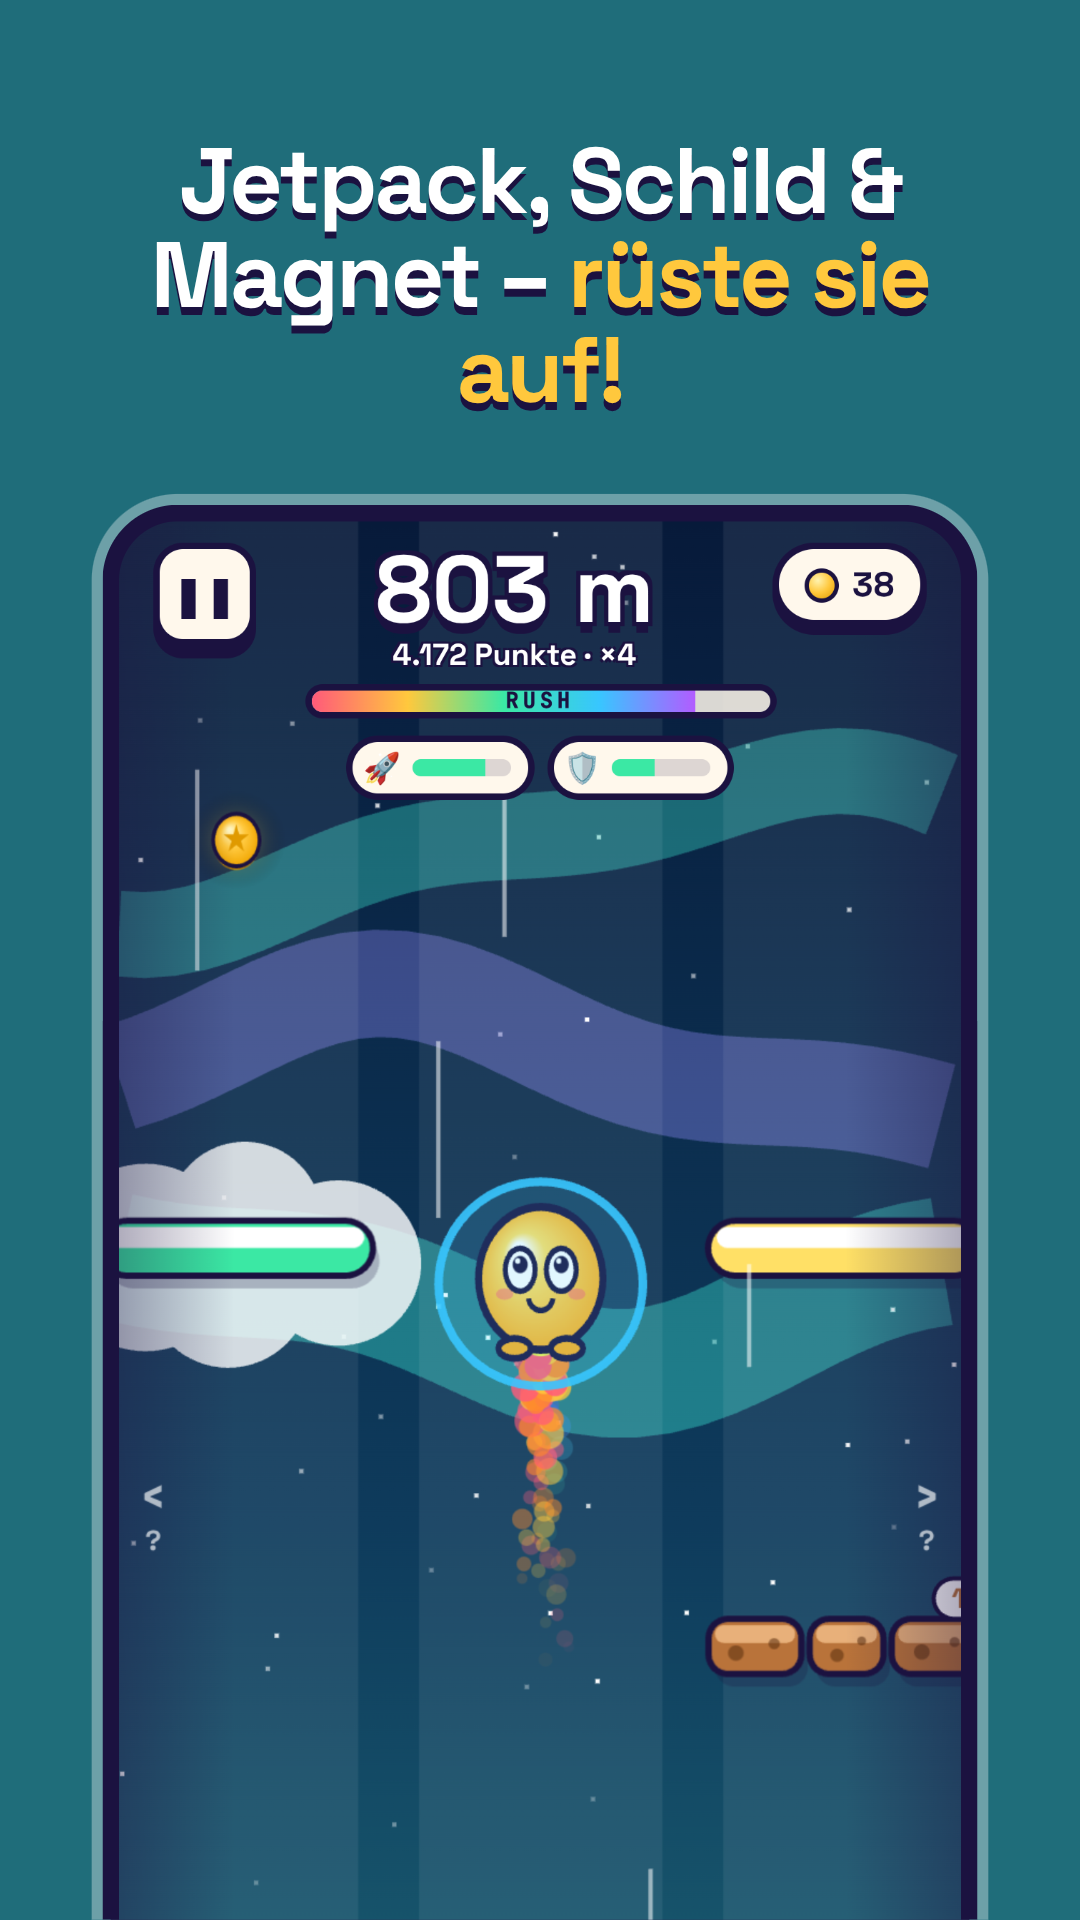 Jetpack, Schild &
Magnet – rüste sie
auf!
803 m
38
4.172 Punkte · ×4
RUSH
< >
? ?